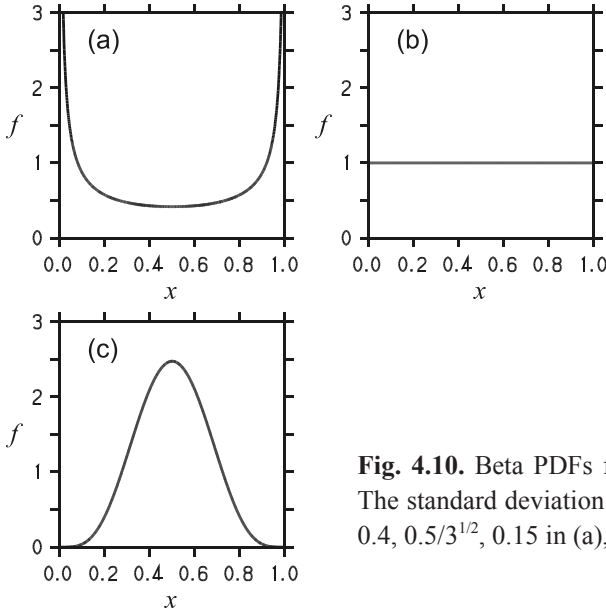 3
(a)
2
f
1
0
0.0 0.2 0.4 0.6 0.8 1.0
x
3
(b)
2
f
1
0
0.0 0.2 0.4 0.6 0.8 1.0
x
3
(c)
2
f
1
0
0.0 0.2 0.4 0.6 0.8 1.0
x
Fig. 4.10. Beta PDFs
The standard deviation
0.4, 0.5/3^{1/2}, 0.15 in (a),